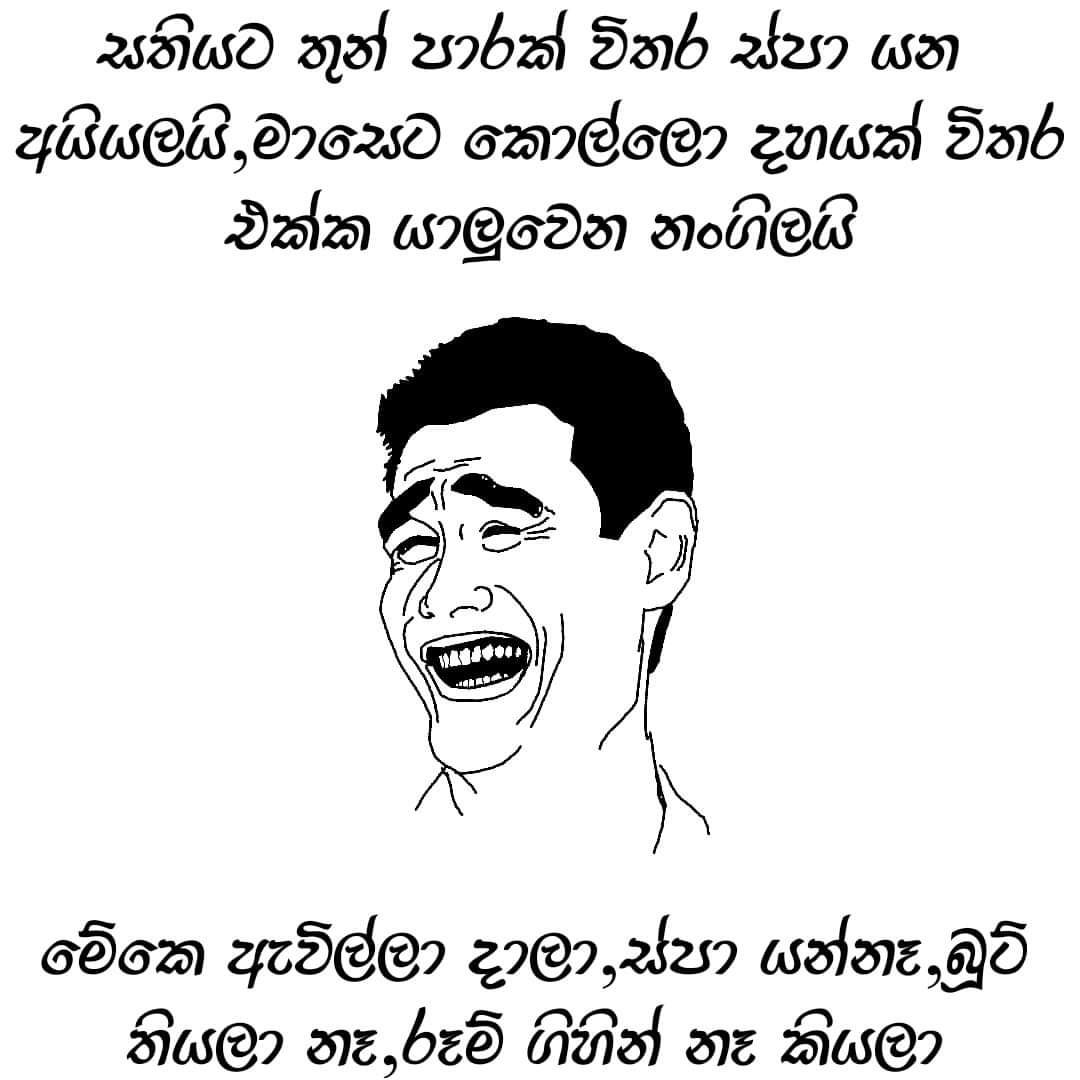 සතියට තුන් පාරක් විතර ස්පා යන
අයියලයි,මාසෙට කොල්ලො දහයක් විතර
එක්ක යාලුවෙන නංගිලයි
මේකෙ ඇවිල්ලා දාලා,ස්පා යන්නෑ,බූට්
තියලා නෑ,රූම් ගිහින් නෑ කියලා